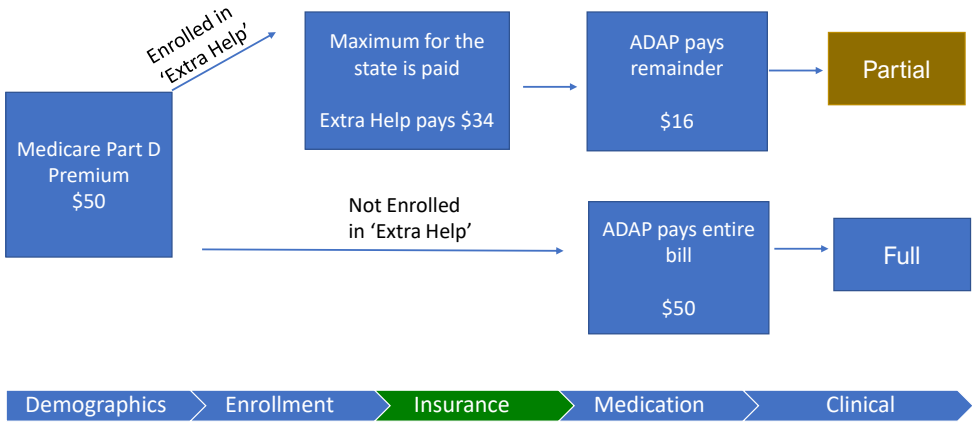 Enrolled in
‘Extra Help’
Maximum for the
state is paid
Extra Help pays $34
ADAP pays
remainder
$16
Partial
Medicare Part D
Premium
$50
Not Enrolled
in ‘Extra Help’
ADAP pays entire
bill
$50
Full
Demographics
Enrollment
Insurance
Medication
Clinical